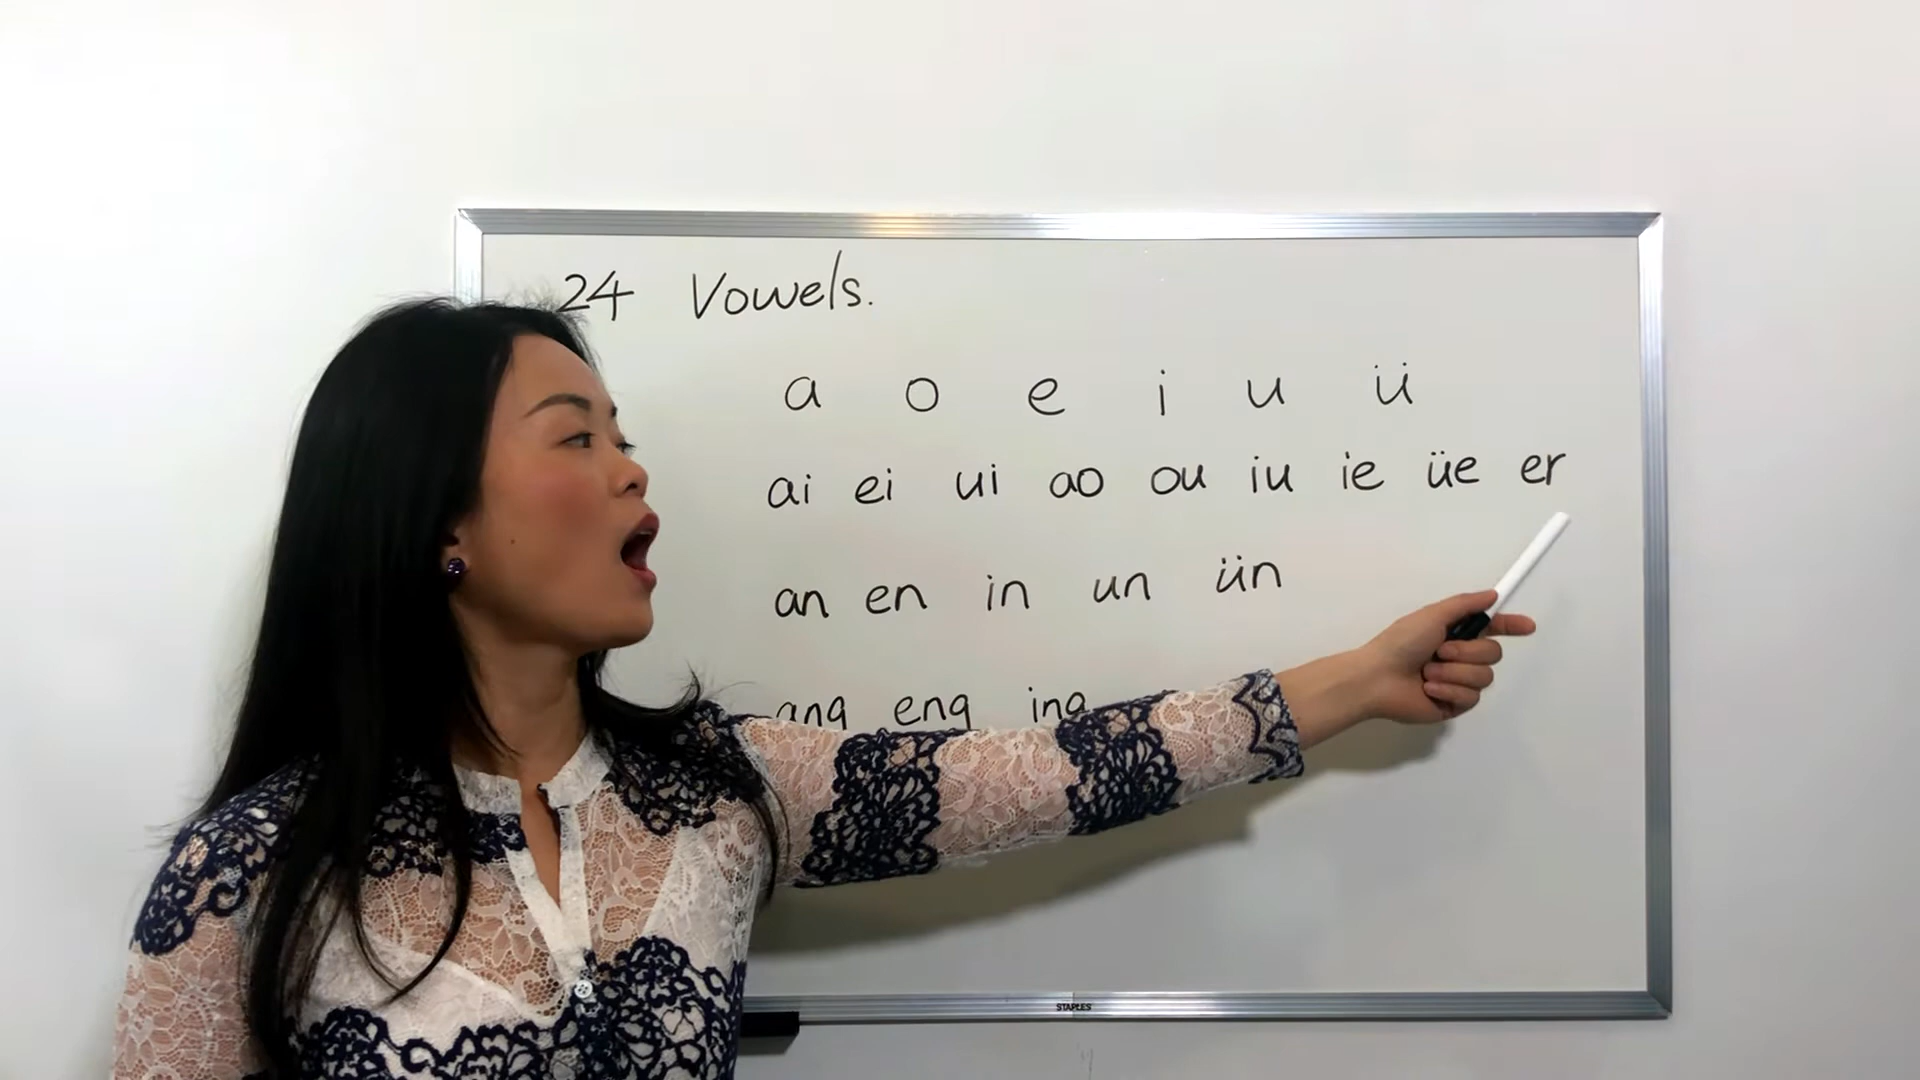 24 Vowels.
a o e i u ü
ai ei ui ao ou iu ie üe er
an en in un ün
ang eng ing
STAPLES